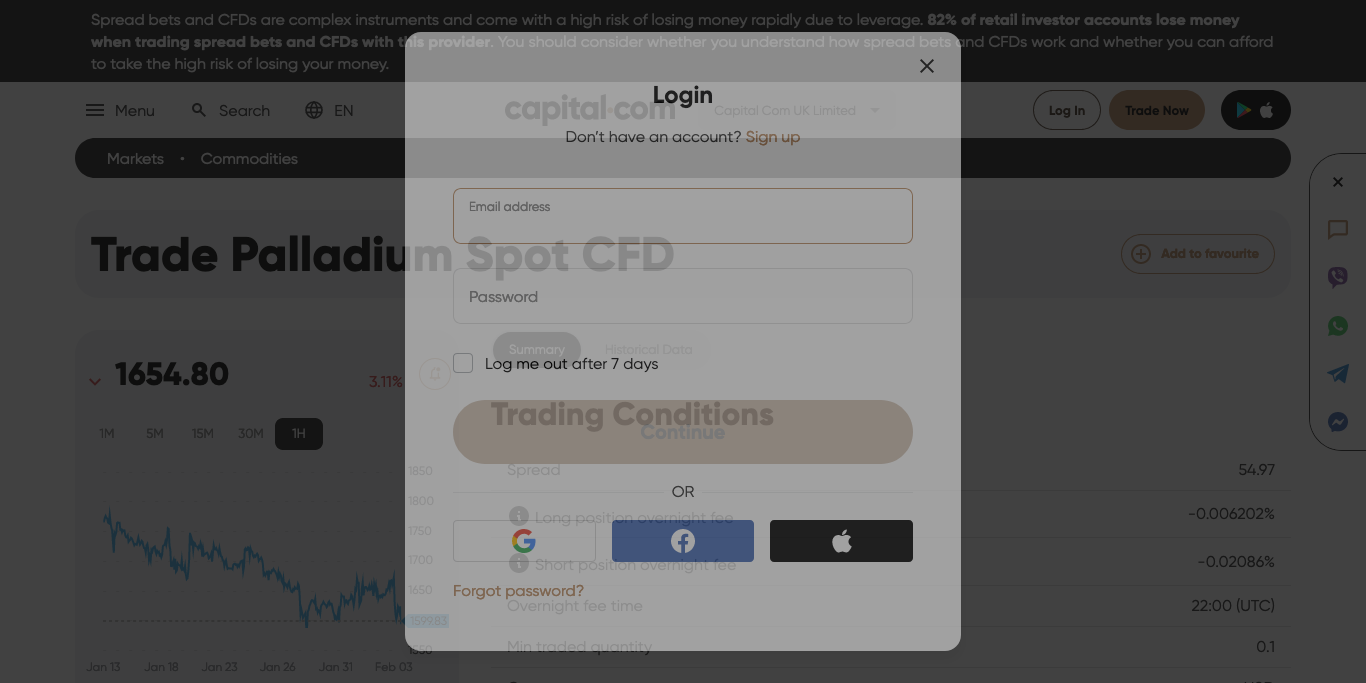 Spread bets and CFDs are complex instruments and come with a high risk of losing money rapidly due to leverage. 82% of retail investor accounts lose money
when trading spread bets and CFDs with this provider. You should consider whether you understand how spread bets and CFDs work and whether you can afford
to take the high risk of losing your money.
Menu
Search
EN
capital.com
Capital Com UK Limited
Log In
Trade Now
Markets • Commodities
Login
Don't have an account? Sign up
Email address
Password
Log me out after 7 days
Continue
OR
Forgot password?
Trade Palladium Spot CFD
Add to favourite
1654.80
3.11%
1M 5M 15M 30M 1H
1850
1800
1750
1700
1650
1599.83
1550
Jan 13 Jan 18 Jan 23 Jan 26 Jan 31 Feb 03
Summary
Historical Data
Trading Conditions
Spread 54.97
Long position overnight fee -0.006202%
Short position overnight fee -0.02086%
Overnight fee time 22:00 (UTC)
Min traded quantity 0.1